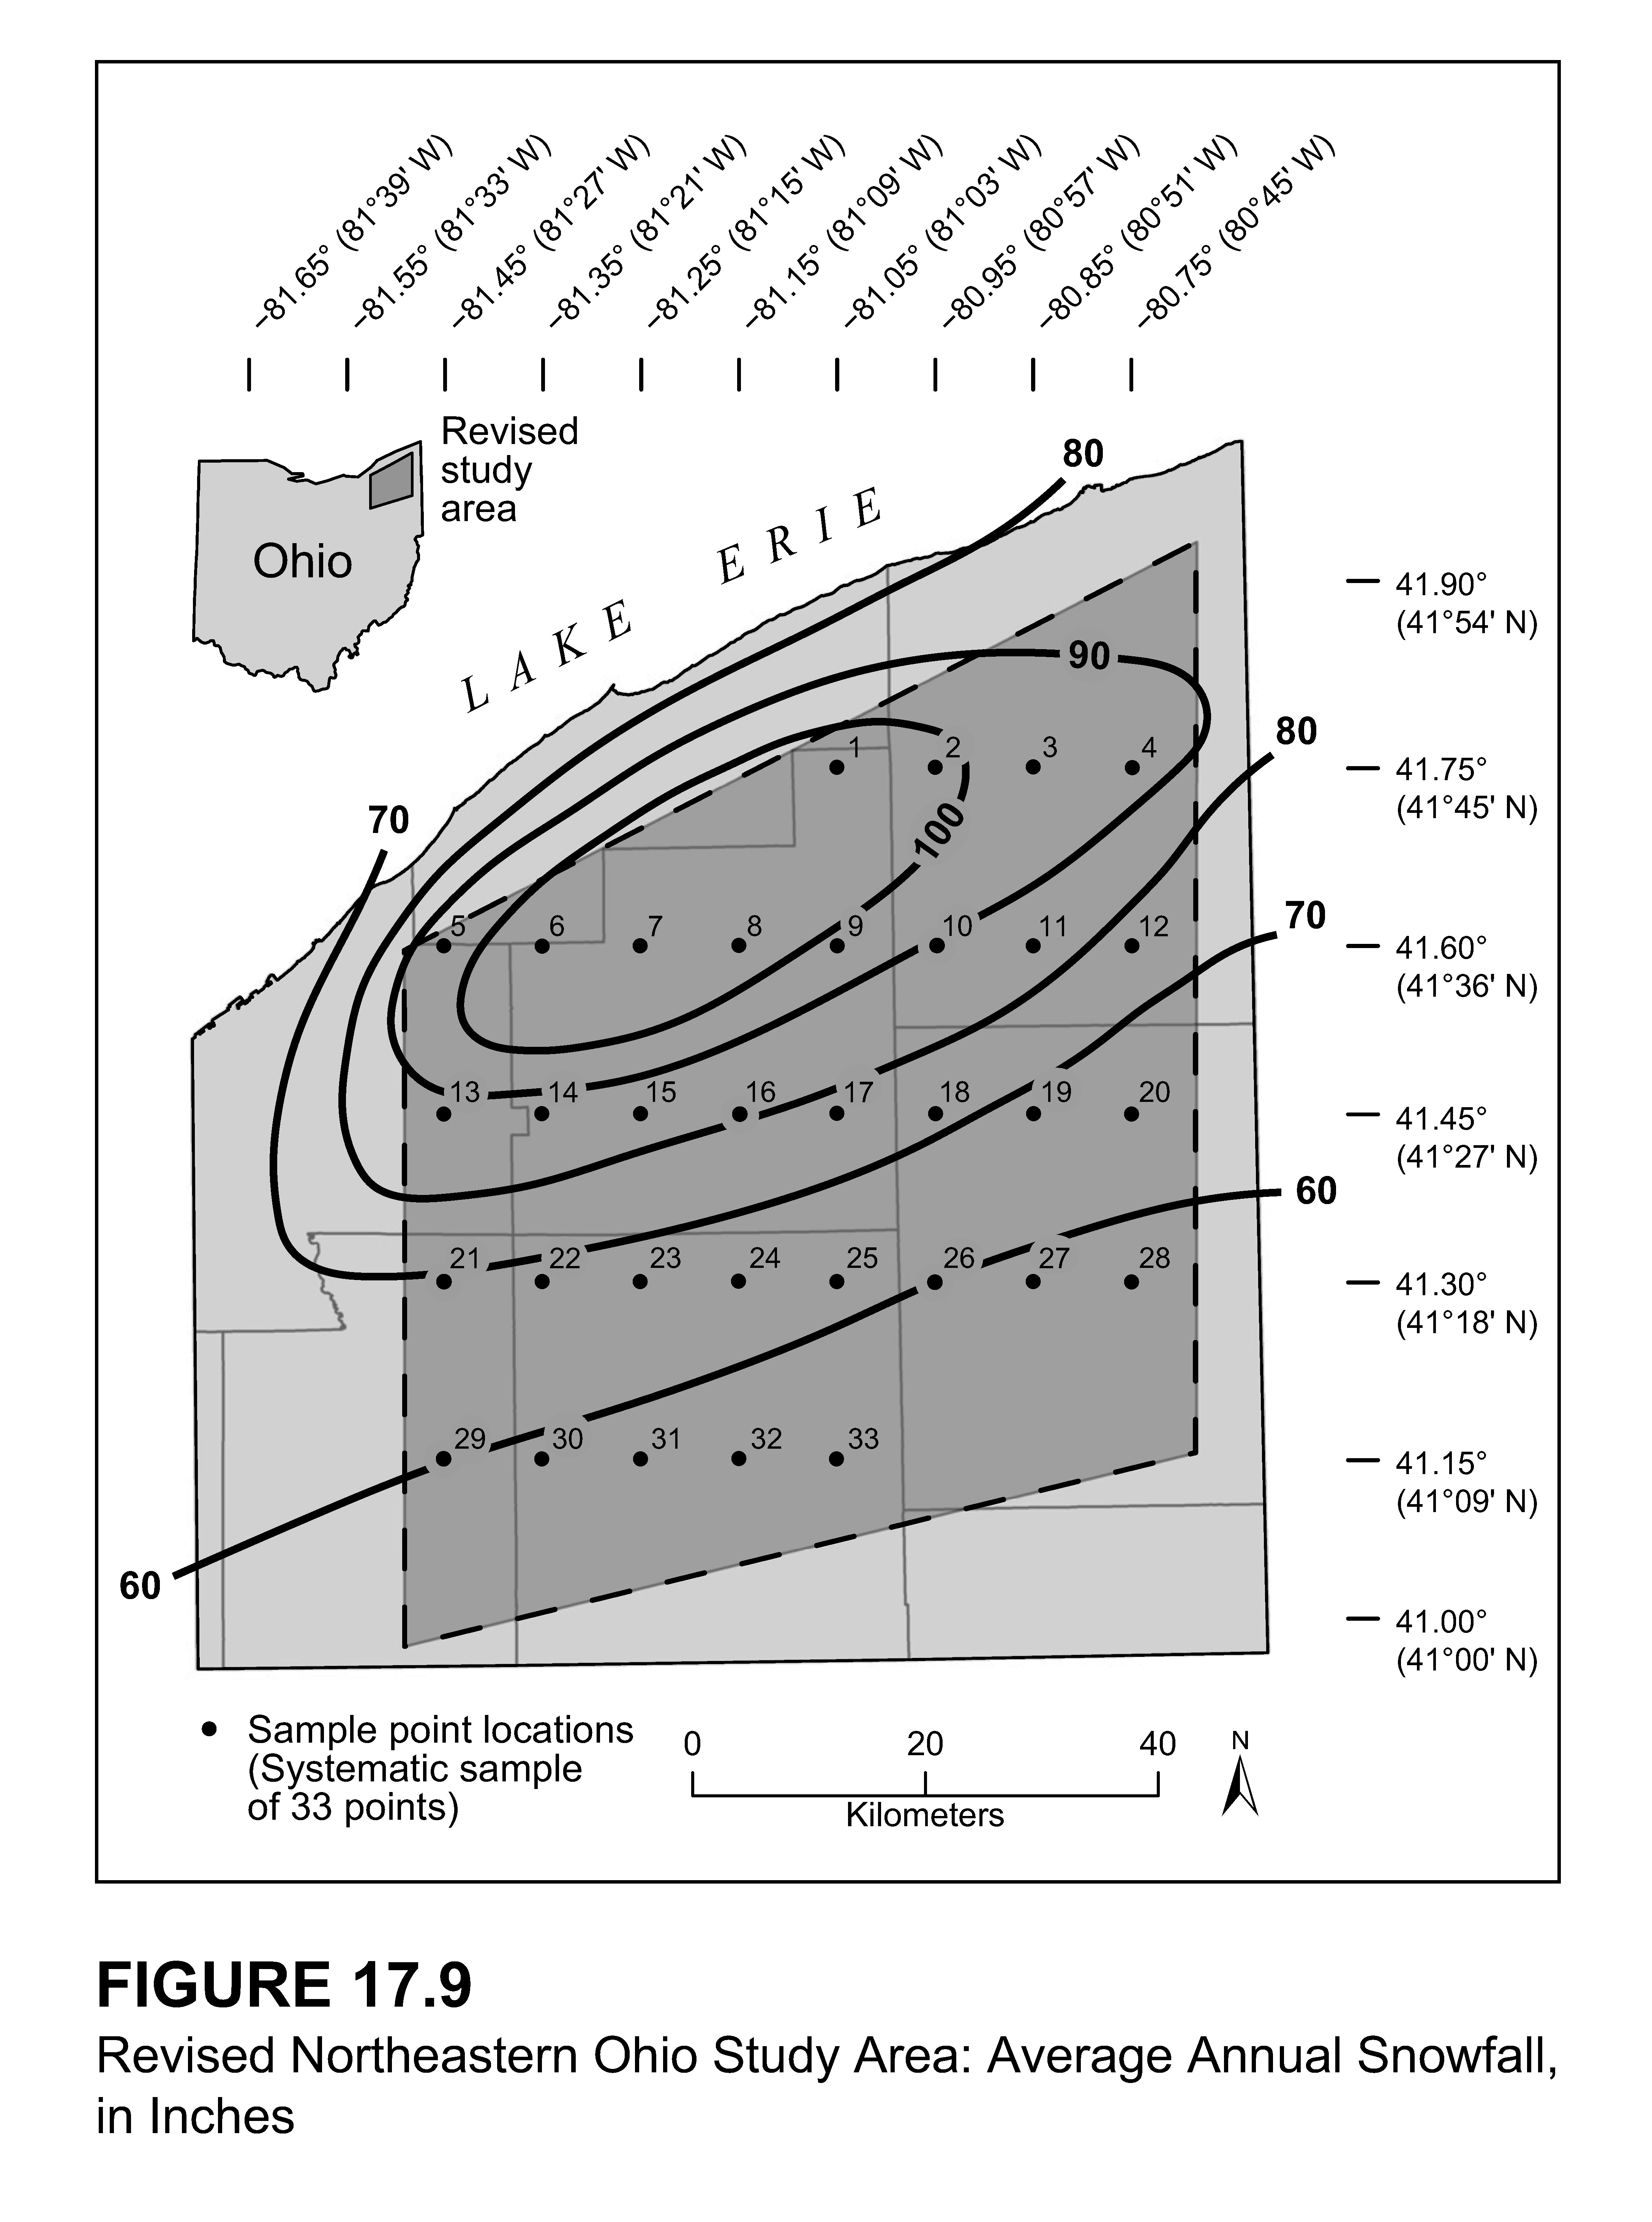 −81.65° (81°39' W)
−81.55° (81°33' W)
−81.45° (81°27' W)
−81.35° (81°21' W)
−81.25° (81°15' W)
−81.15° (81°09' W)
−81.05° (81°03' W)
−80.95° (80°57' W)
−80.85° (80°51' W)
−80.75° (80°45' W)
Revised
study
area
Ohio
LAKE ERIE
80
41.90°
(41°54' N)
90
80
1 2 3 4
41.75°
(41°45' N)
70
100
70
5 6 7 8 9 10 11 12
41.60°
(41°36' N)
13 14 15 16 17 18 19 20
41.45°
(41°27' N)
60
21 22 23 24 25 26 27 28
41.30°
(41°18' N)
29 30 31 32 33
41.15°
(41°09' N)
60
41.00°
(41°00' N)
Sample point locations
(Systematic sample
of 33 points)
0 20 40
Kilometers
N
FIGURE 17.9
Revised Northeastern Ohio Study Area: Average Annual Snowfall,
in Inches